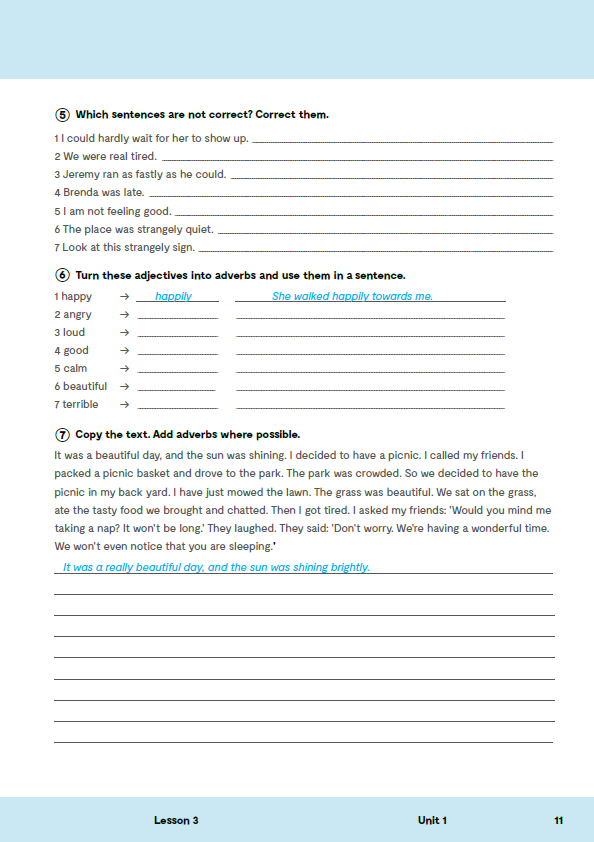 5 Which sentences are not correct? Correct them.
1 I could hardly wait for her to show up.
2 We were real tired.
3 Jeremy ran as fastly as he could.
4 Brenda was late.
5 I am not feeling good.
6 The place was strangely quiet.
7 Look at this strangely sign.
6 Turn these adjectives into adverbs and use them in a sentence.
1 happy → happily She walked happily towards me.
2 angry →
3 loud →
4 good →
5 calm →
6 beautiful →
7 terrible →
7 Copy the text. Add adverbs where possible.
It was a beautiful day, and the sun was shining. I decided to have a picnic. I called my friends. I
packed a picnic basket and drove to the park. The park was crowded. So we decided to have the
picnic in my back yard. I have just mowed the lawn. The grass was beautiful. We sat on the grass,
ate the tasty food we brought and chatted. Then I got tired. I asked my friends: 'Would you mind me
taking a nap? It won't be long.' They laughed. They said: 'Don't worry. We're having a wonderful time.
We won't even notice that you are sleeping.'
It was a really beautiful day, and the sun was shining brightly.
Lesson 3 Unit 1 11